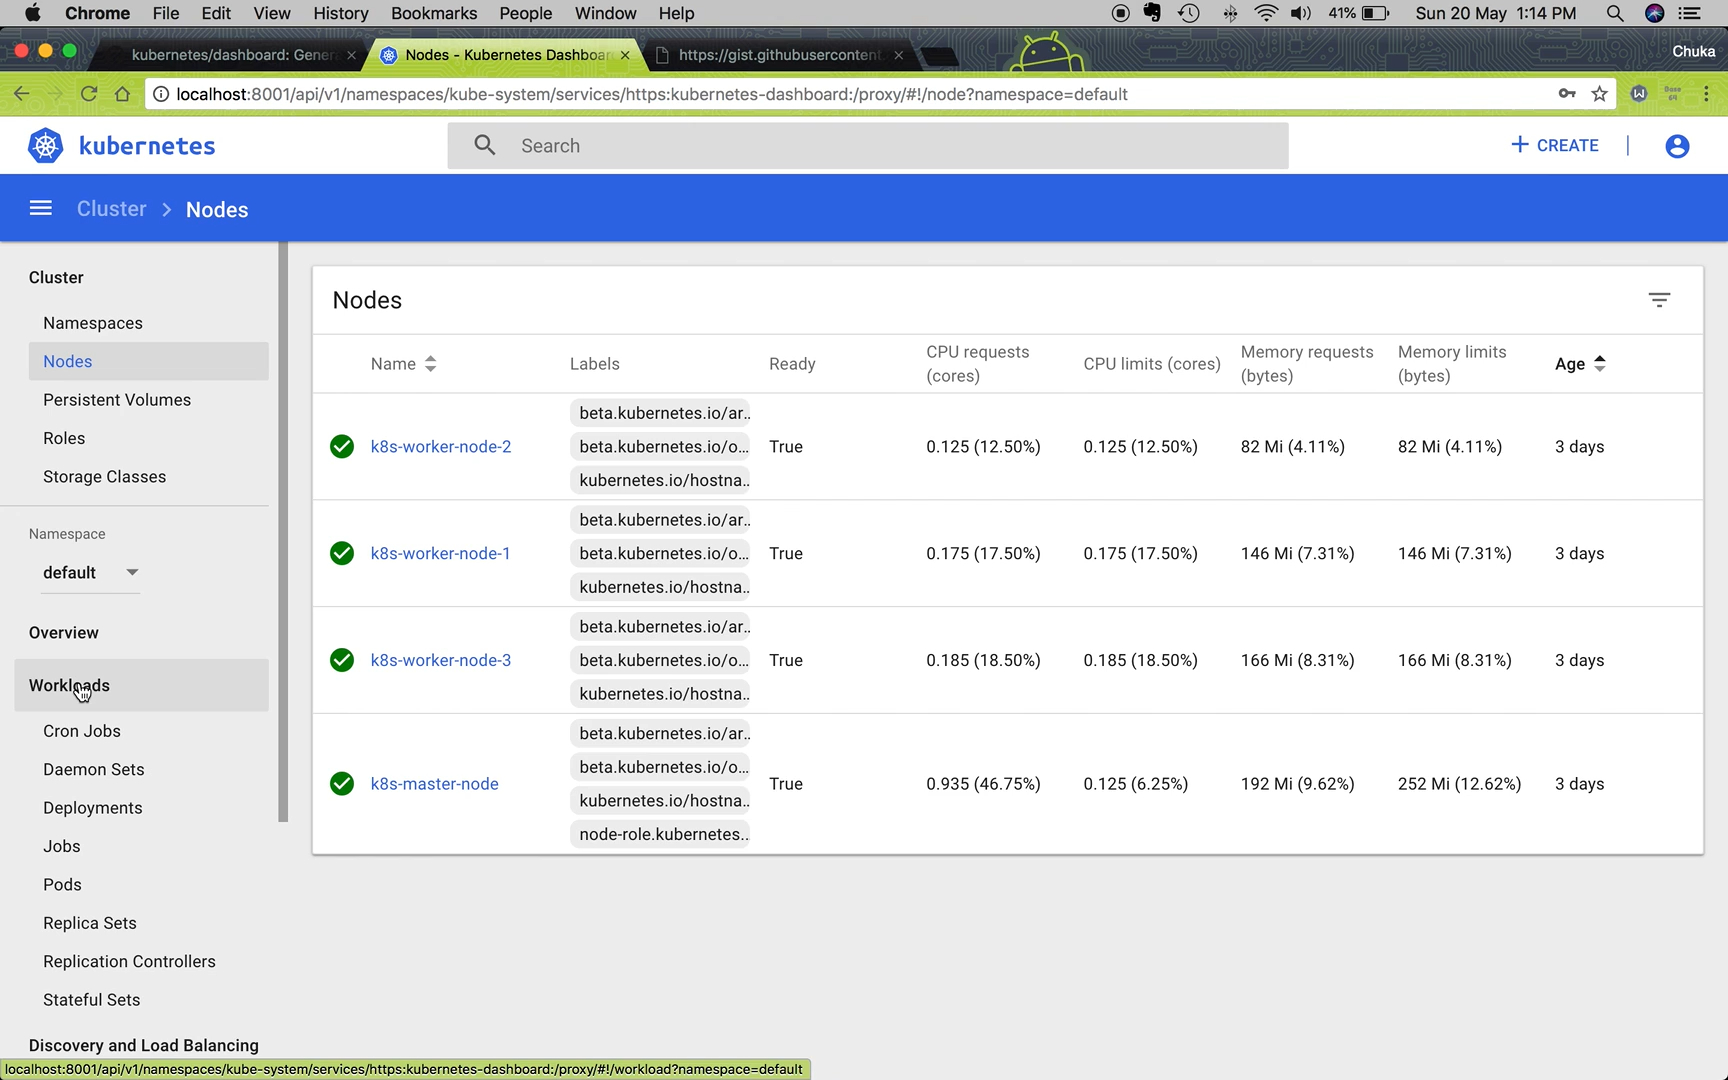 Chrome File Edit View History Bookmarks People Window Help 41% Sun 20 May 1:14 PM
kubernetes/dashboard: Gener Nodes - Kubernetes Dashboar https://gist.githubusercontent. Chuka
localhost:8001/api/v1/namespaces/kube-system/services/https:kubernetes-dashboard:/proxy/#!/node?namespace=default
kubernetes Search + CREATE
Cluster > Nodes
Cluster
Namespaces
Nodes
Persistent Volumes
Roles
Storage Classes
Namespace
default
Overview
Workloads
Cron Jobs
Daemon Sets
Deployments
Jobs
Pods
Replica Sets
Replication Controllers
Stateful Sets
Discovery and Load Balancing
Nodes
Name Labels Ready CPU requests (cores) CPU limits (cores) Memory requests (bytes) Memory limits (bytes) Age
beta.kubernetes.io/ar..
k8s-worker-node-2 beta.kubernetes.io/o... True 0.125 (12.50%) 0.125 (12.50%) 82 Mi (4.11%) 82 Mi (4.11%) 3 days
kubernetes.io/hostna..
beta.kubernetes.io/ar..
k8s-worker-node-1 beta.kubernetes.io/o... True 0.175 (17.50%) 0.175 (17.50%) 146 Mi (7.31%) 146 Mi (7.31%) 3 days
kubernetes.io/hostna..
beta.kubernetes.io/ar..
k8s-worker-node-3 beta.kubernetes.io/o... True 0.185 (18.50%) 0.185 (18.50%) 166 Mi (8.31%) 166 Mi (8.31%) 3 days
kubernetes.io/hostna..
beta.kubernetes.io/ar..
beta.kubernetes.io/o...
k8s-master-node True 0.935 (46.75%) 0.125 (6.25%) 192 Mi (9.62%) 252 Mi (12.62%) 3 days
kubernetes.io/hostna..
node-role.kubernetes..
localhost:8001/api/v1/namespaces/kube-system/services/https:kubernetes-dashboard:/proxy/#!/workload?namespace=default